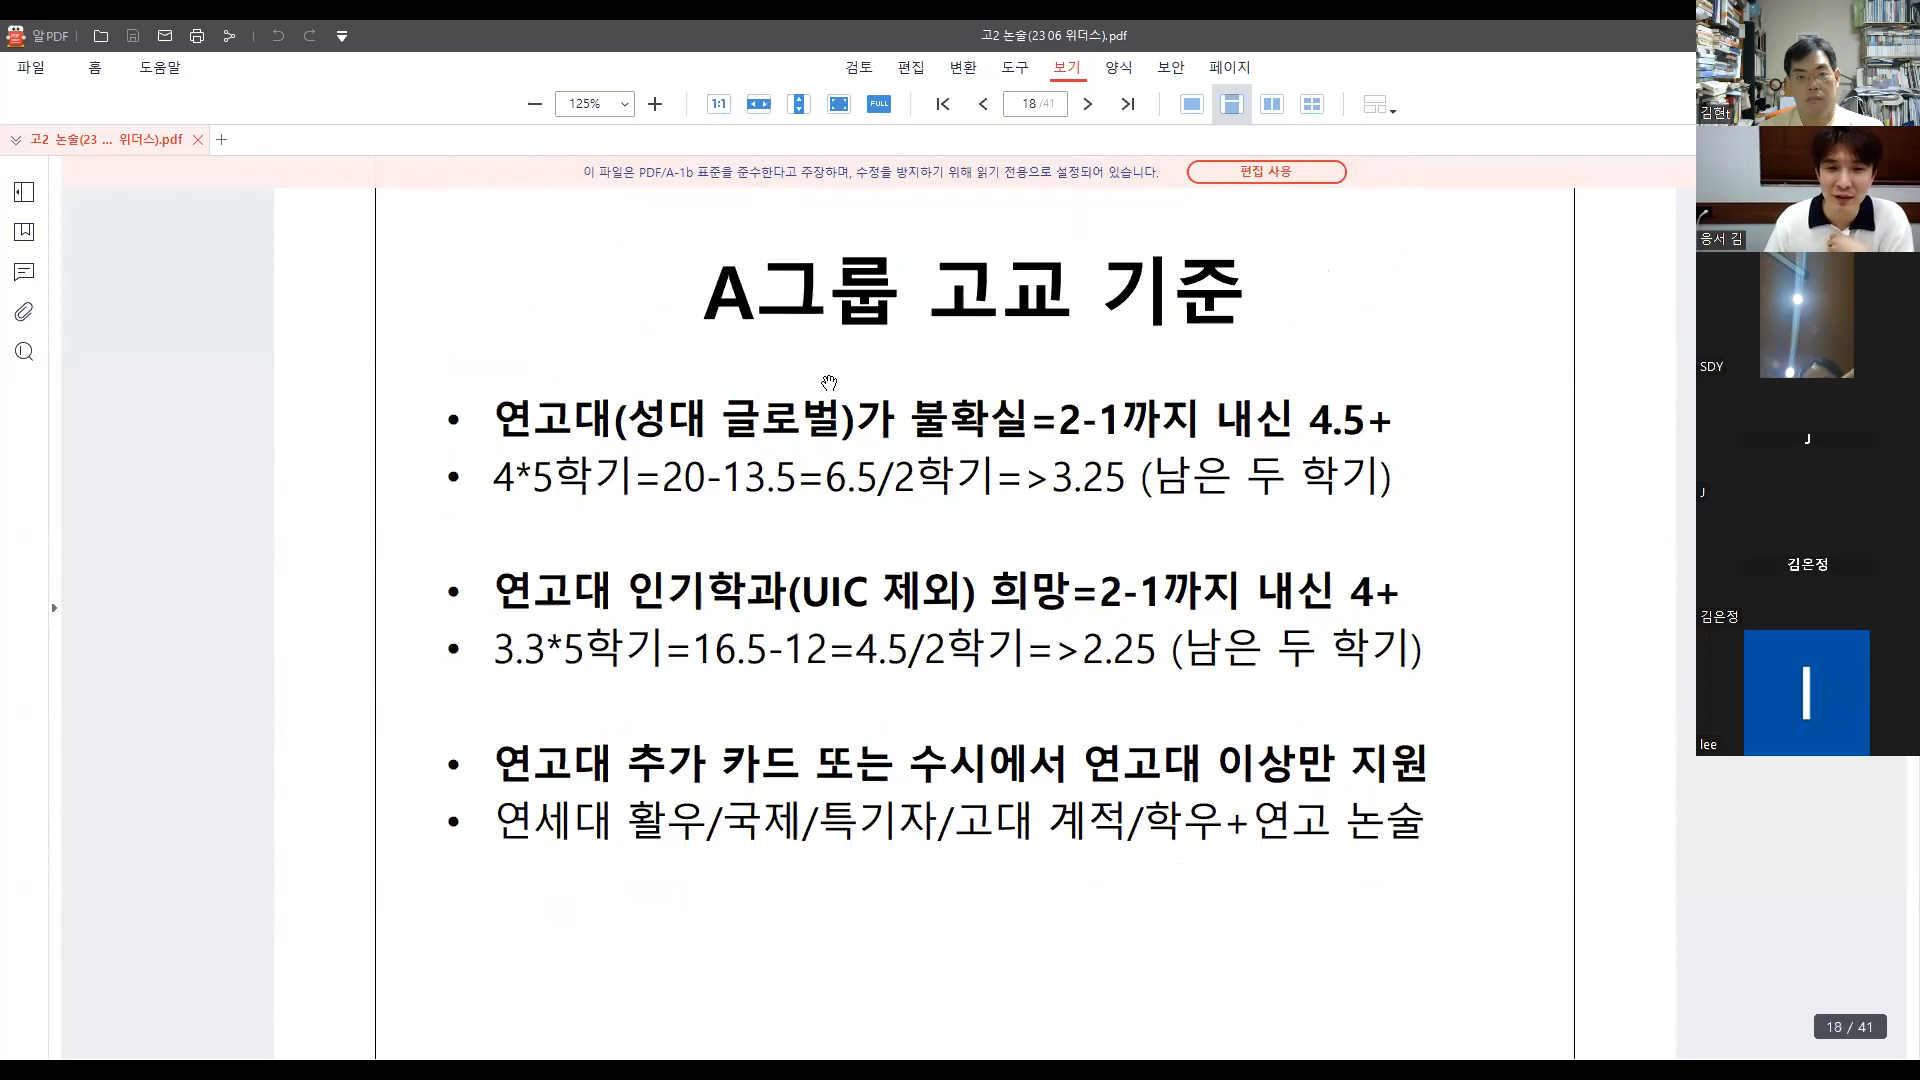 알PDF
고2 논술(2306 위더스).pdf
파일 홈 도움말 검토 편집 변환 도구 보기 양식 보안 페이지
125% 1:1 FULL 18 /41
고2 논술(23 ... 위더스).pdf
이 파일은 PDF/A-1b 표준을 준수한다고 주장하며, 수정을 방지하기 위해 읽기 전용으로 설정되어 있습니다. 편집 사용
A그룹 고교 기준
• 연고대(성대 글로벌)가 불확실=2-1까지 내신 4.5+
• 4*5학기=20-13.5=6.5/2학기=>3.25 (남은 두 학기)
• 연고대 인기학과(UIC 제외) 희망=2-1까지 내신 4+
• 3.3*5학기=16.5-12=4.5/2학기=>2.25 (남은 두 학기)
• 연고대 추가 카드 또는 수시에서 연고대 이상만 지원
• 연세대 활우/국제/특기자/고대 계적/학우+연고 논술
18 / 41
김현t
웅서 김
SDY
J
J
김은정
김은정
l
lee